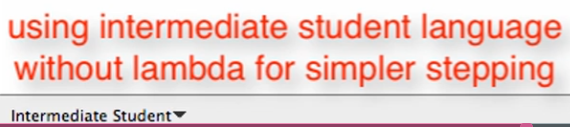 using intermediate student language
without lambda for simpler stepping
Intermediate Student